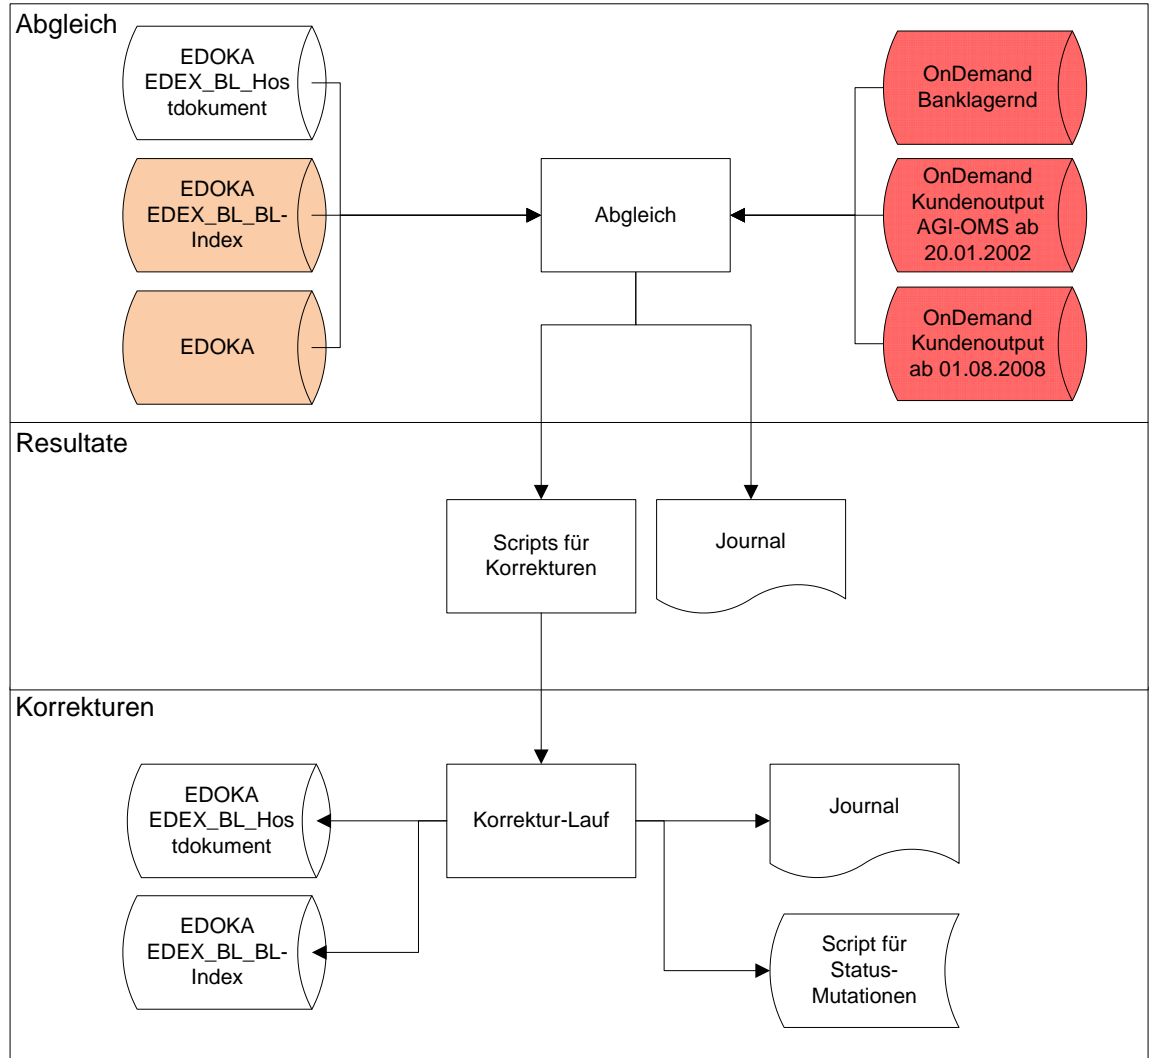 Abgleich
EDOKA
EDEX_BL_Hos
tdokument
EDOKA
EDEX_BL_BL-
Index
EDOKA
Abgleich
OnDemand
Banklagernd
OnDemand
Kundenoutput
AGI-OMS ab
20.01.2002
OnDemand
Kundenoutput
ab 01.08.2008
Resultate
Scripts für
Korrekturen
Journal
Korrekturen
EDOKA
EDEX_BL_Hos
tdokument
EDOKA
EDEX_BL_BL-
Index
Korrektur-Lauf
Journal
Script für
Status-
Mutationen